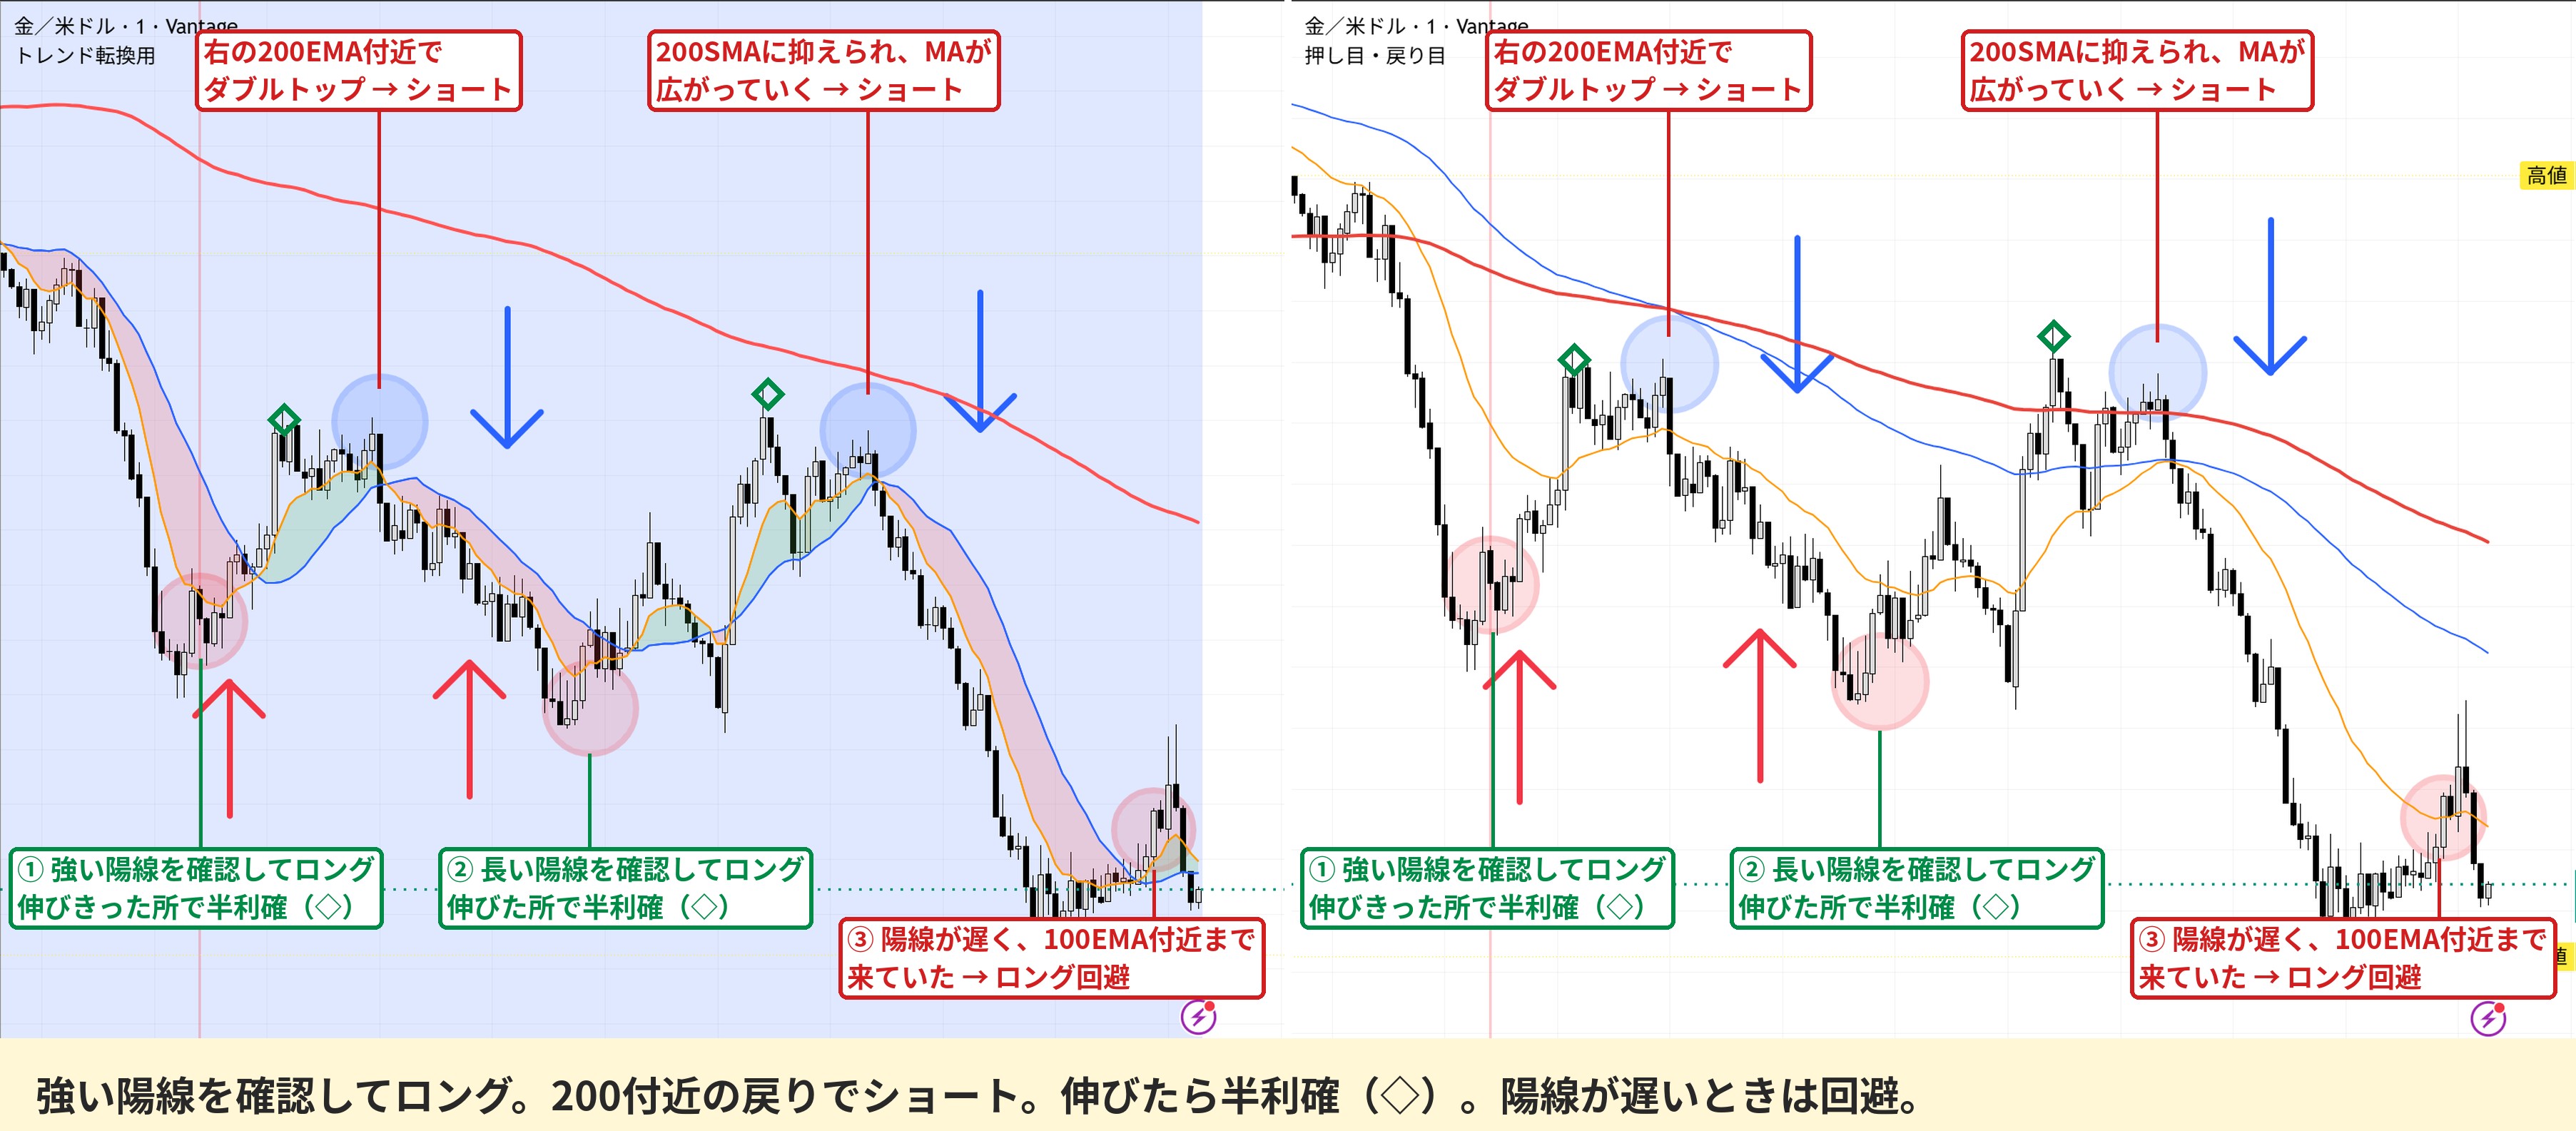 金／米ドル・1・Vantage
トレンド転換用
右の200EMA付近で
ダブルトップ → ショート
200SMAに抑えられ、MAが
広がっていく → ショート
① 強い陽線を確認してロング
伸びきった所で半利確（◇）
② 長い陽線を確認してロング
伸びた所で半利確（◇）
③ 陽線が遅く、100EMA付近まで
来ていた → ロング回避
金／米ドル・1・Vantage
押し目・戻り目
右の200EMA付近で
ダブルトップ → ショート
200SMAに抑えられ、MAが
広がっていく → ショート
高値
① 強い陽線を確認してロング
伸びきった所で半利確（◇）
② 長い陽線を確認してロング
伸びた所で半利確（◇）
③ 陽線が遅く、100EMA付近まで
来ていた → ロング回避
値
強い陽線を確認してロング。200付近の戻りでショート。伸びたら半利確（◇）。陽線が遅いときは回避。